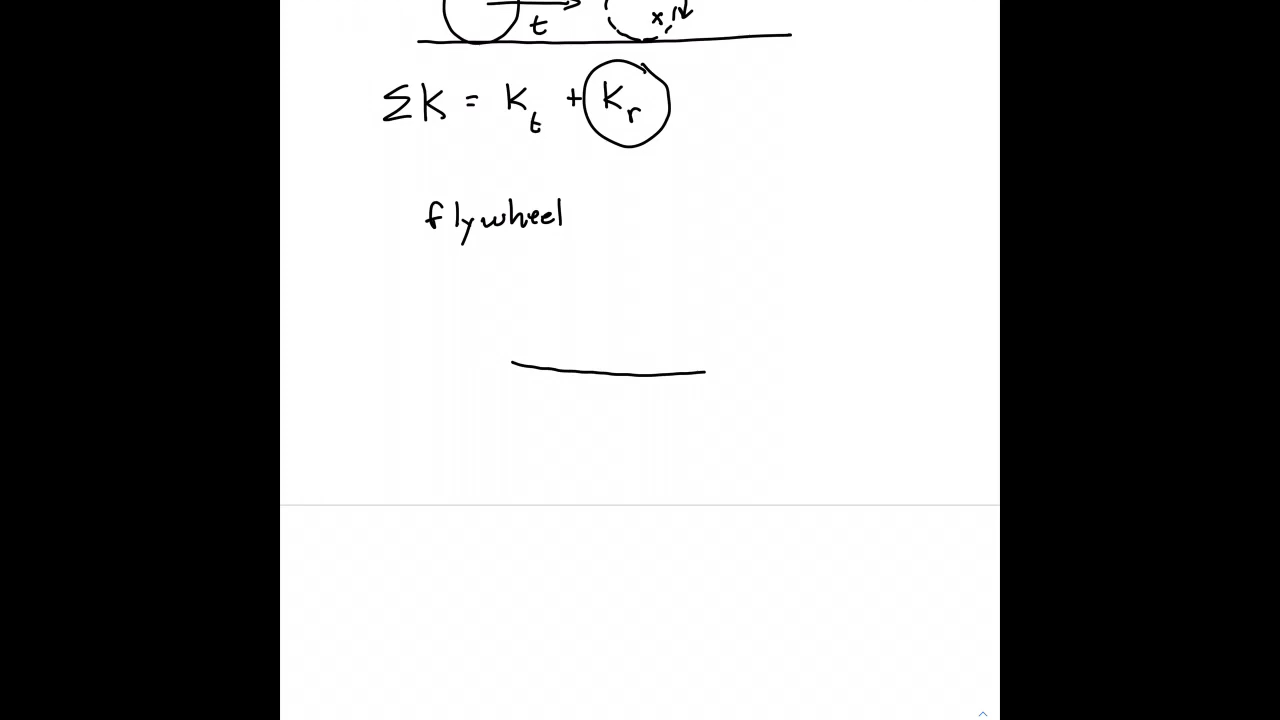 t x r
ΣK = K_t + K_r
flywheel